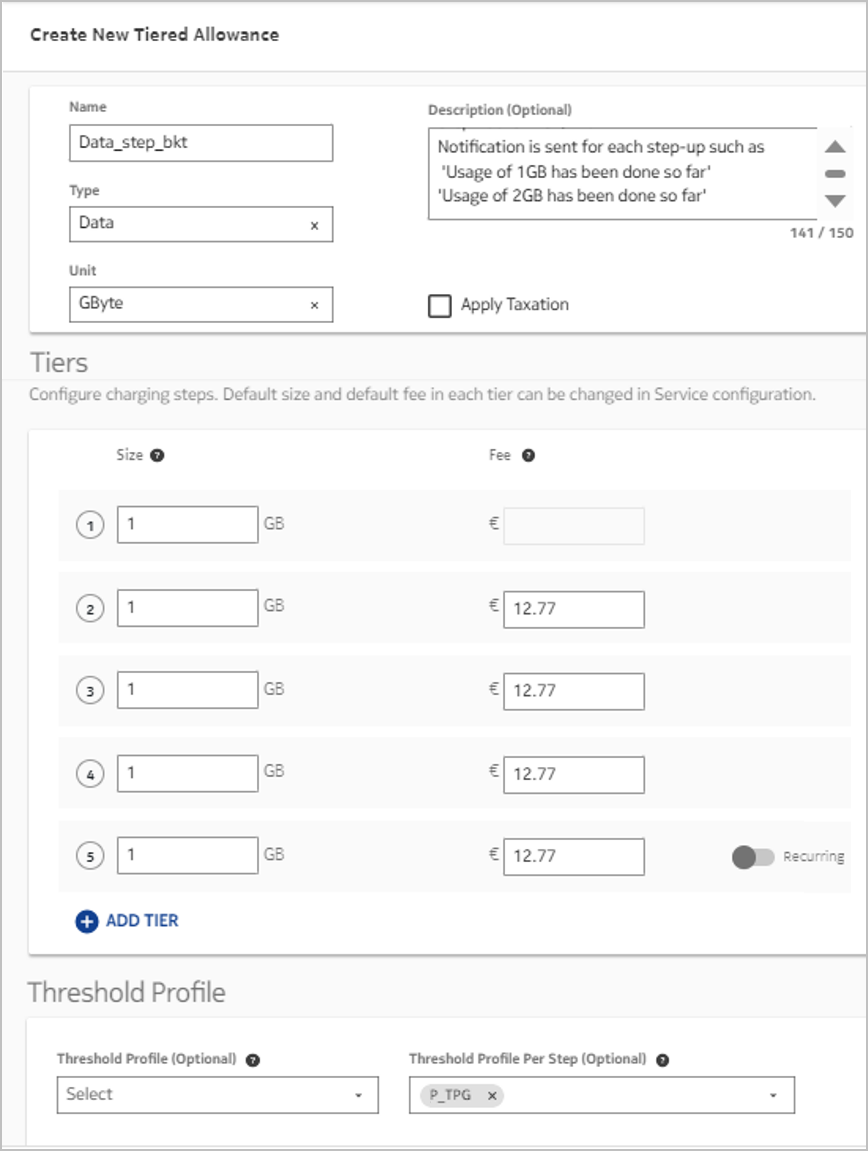 Create New Tiered Allowance
Name
Description (Optional)
Data_step_bkt
Notification is sent for each step-up such as
'Usage of 1GB has been done so far'
'Usage of 2GB has been done so far'
Type
Data ×
141 / 150
Unit
GByte ×
Apply Taxation
Tiers
Configure charging steps. Default size and default fee in each tier can be changed in Service configuration.
Size ? Fee ?
1 1 GB €
2 1 GB € 12.77
3 1 GB € 12.77
4 1 GB € 12.77
5 1 GB € 12.77 Recurring
+ ADD TIER
Threshold Profile
Threshold Profile (Optional) ? Threshold Profile Per Step (Optional) ?
Select P_TPG ×